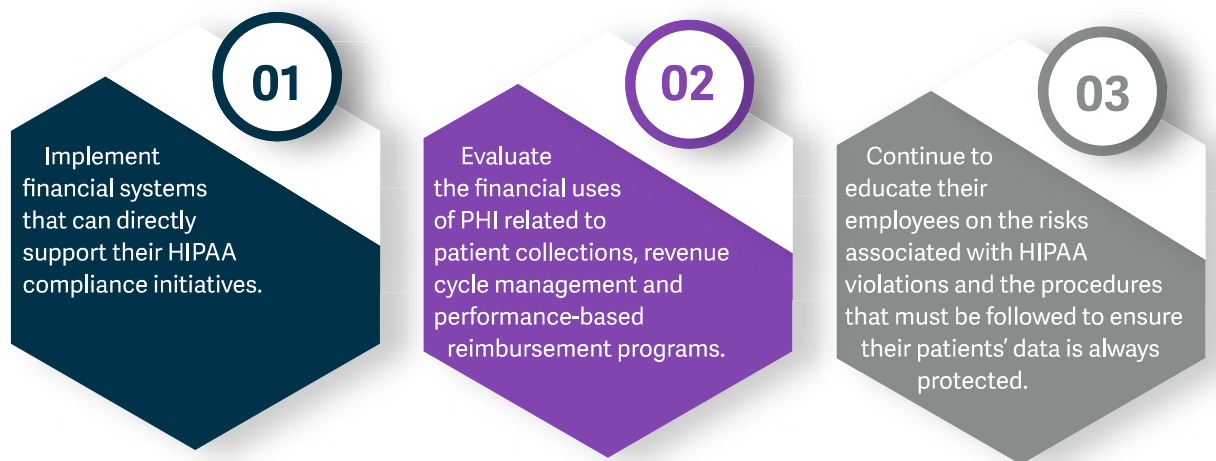 01
Implement
financial systems
that can directly
support their HIPAA
compliance initiatives.
02
Evaluate
the financial uses
of PHI related to
patient collections, revenue
cycle management and
performance-based
reimbursement programs.
03
Continue to
educate their
employees on the risks
associated with HIPAA
violations and the procedures
that must be followed to ensure
their patients’ data is always
protected.